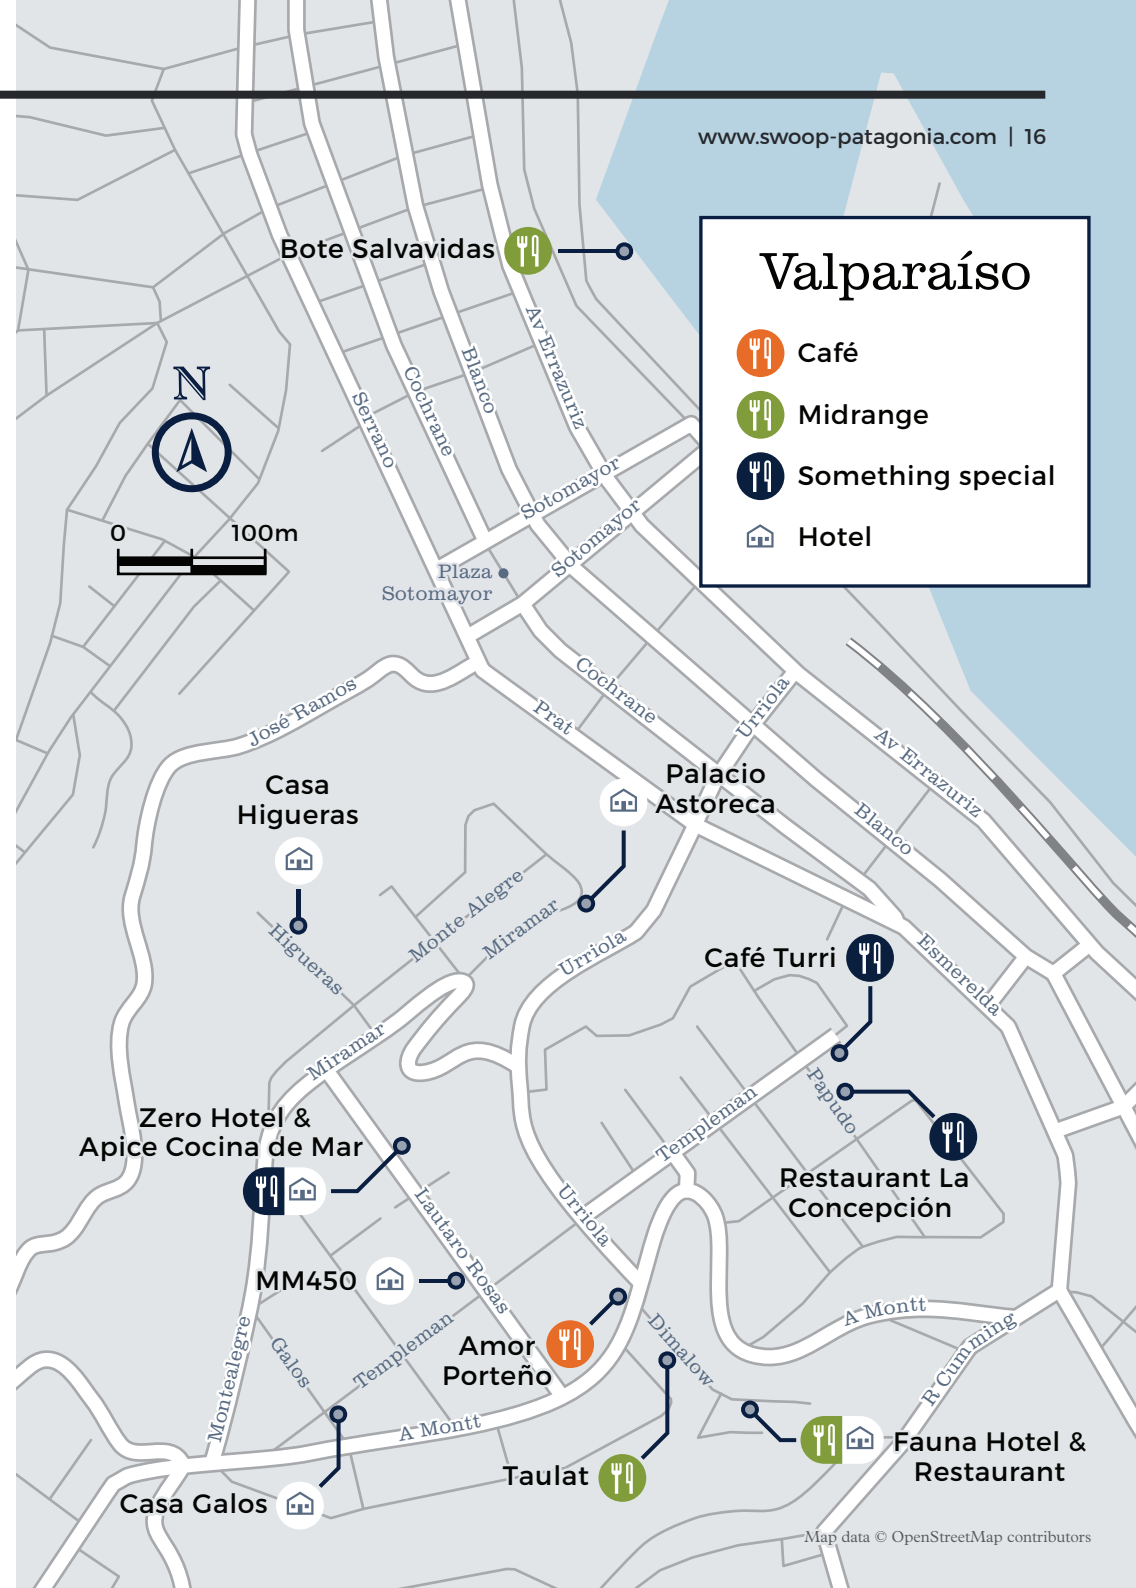 www.swoop-patagonia.com | 16
Bote Salvavidas
Valparaíso
Café
Midrange
Something special
Hotel
N
0 100m
Av Errazuriz
Blanco
Cochrane
Serrano
Sotomayor
Sotomayor
Plaza
Sotomayor
José Ramos
Cochrane
Prat
Urriola
Av Errazuriz
Blanco
Palacio
Astoreca
Casa
Higueras
Monte Alegre
Miramar
Higueras
Urriola
Café Turri
Esmerelda
Miramar
Papudo
Templeman
Zero Hotel &
Apice Cocina de Mar
Restaurant La
Concepción
Lautaro Rosas
Urriola
MM450
A Montt
R Cumming
Montealegre
Galos
Templeman
Amor
Porteño
Dimalow
A Montt
Fauna Hotel &
Restaurant
Taulat
Casa Galos
Map data © OpenStreetMap contributors